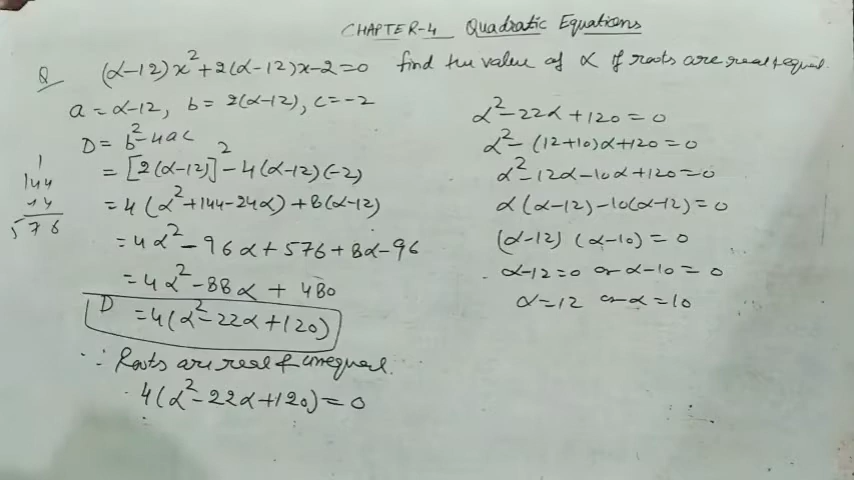 CHAPTER-4 Quadratic Equations
Q (α-12)x²+2(α-12)x-2=0 find the value of α if roots are real & equal.
a=α-12, b=2(α-12), c=-2
D=b²-4ac
=[2(α-12)]²-4(α-12)(-2)
=4(α²+144-24α)+8(α-12)
=4α²-96α+576+8α-96
=4α²-88α+480
D =4(α²-22α+120)
∵ Roots are real & unequal.
4(α²-22α+120)=0
1
144
×4
576
α²-22α+120=0
α²-(12+10)α+120=0
α²-12α-10α+120=0
α(α-12)-10(α-12)=0
(α-12)(α-10)=0
α-12=0 or α-10=0
α=12 or α=10